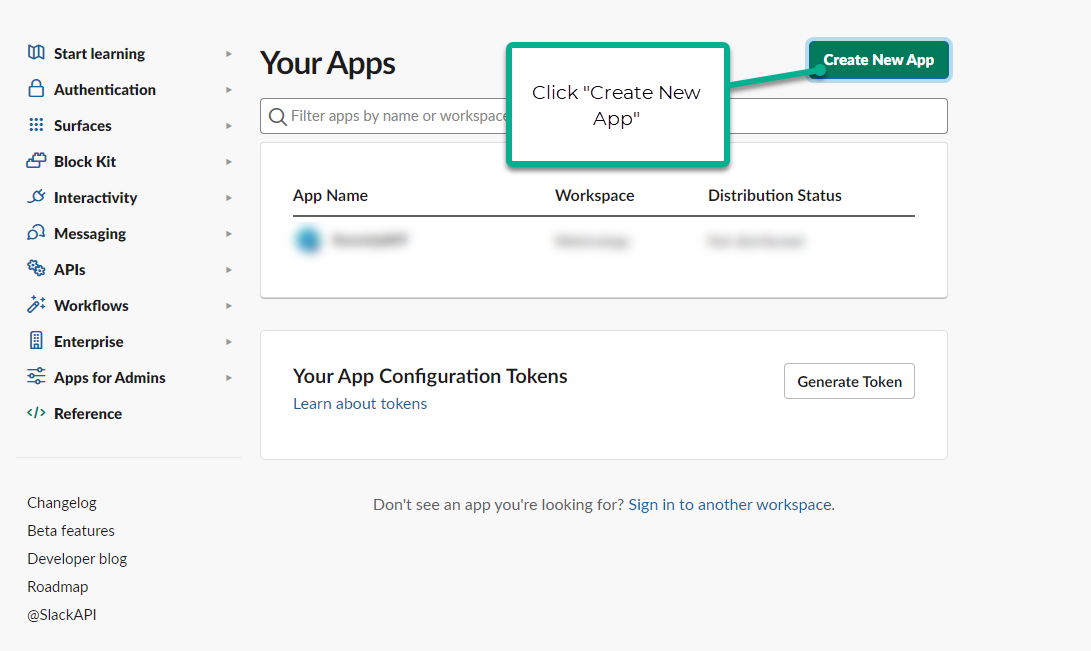 Start learning
Authentication
Surfaces
Block Kit
Interactivity
Messaging
APIs
Workflows
Enterprise
Apps for Admins
Reference
Changelog
Beta features
Developer blog
Roadmap
@SlackAPI
Your Apps
Create New App
Click "Create New
App"
Filter apps by name or workspace
App Name Workspace Distribution Status
Your App Configuration Tokens
Learn about tokens
Generate Token
Don't see an app you're looking for? Sign in to another workspace.